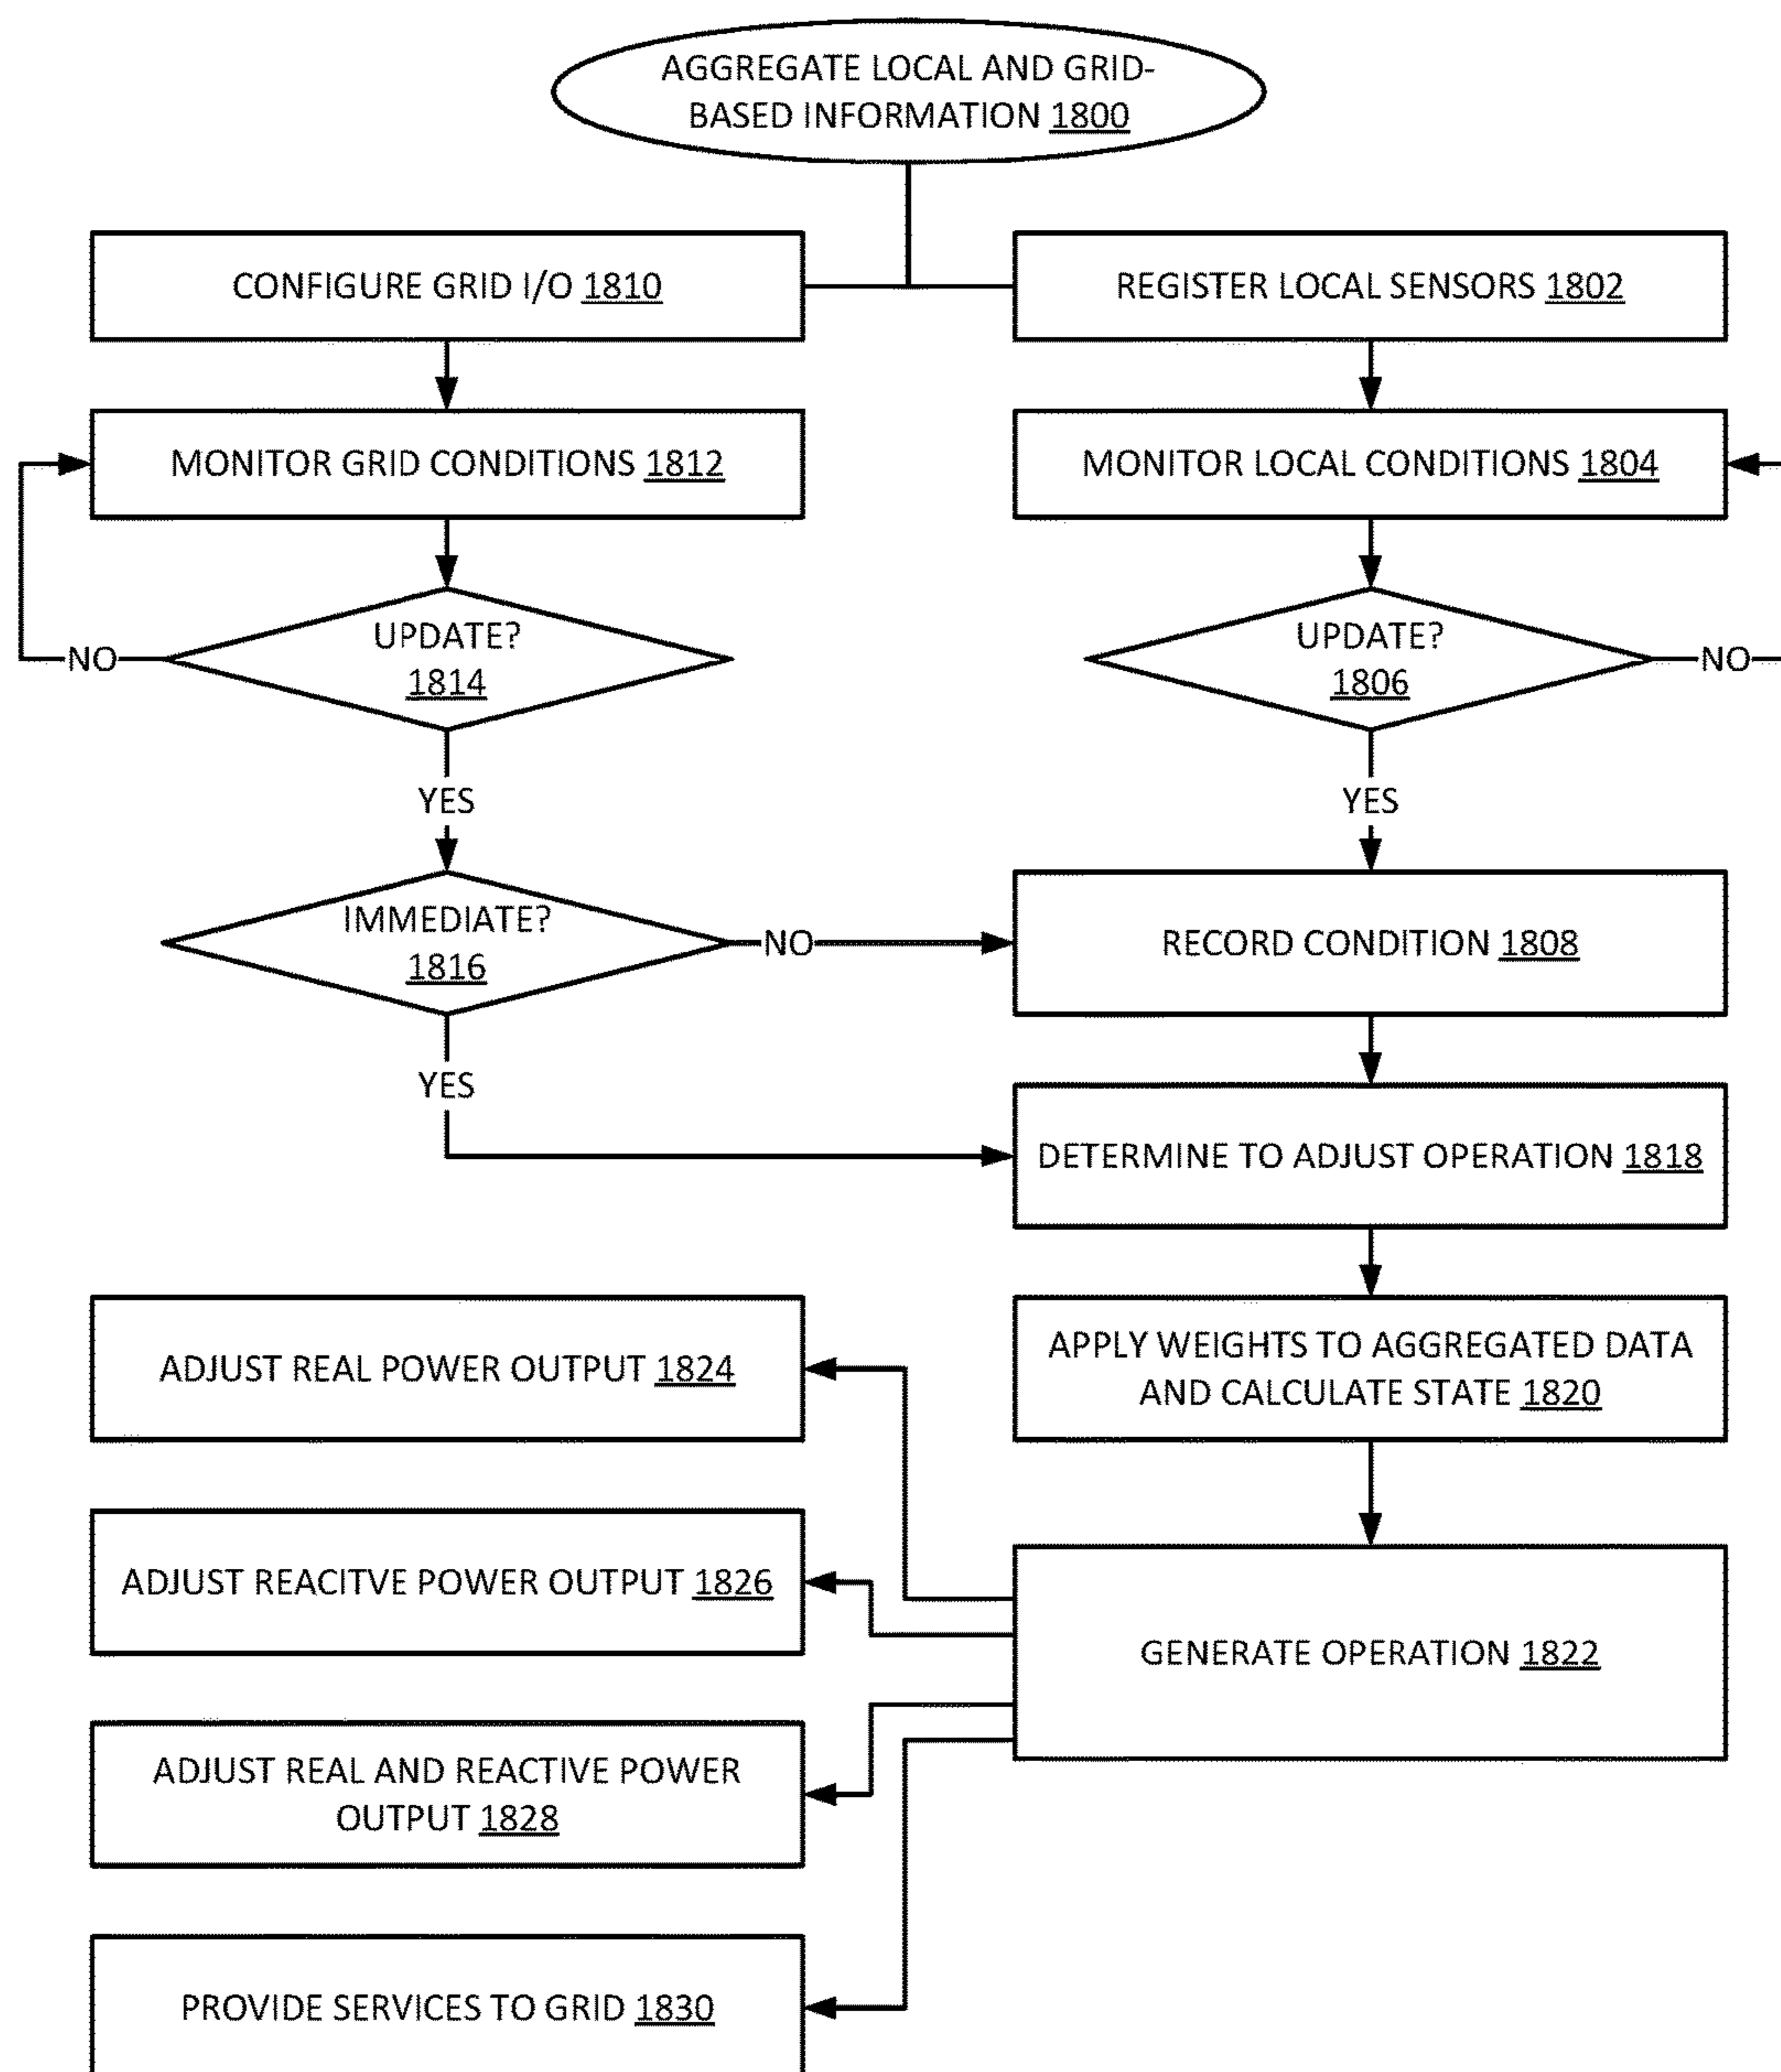 AGGREGATE LOCAL AND GRID-
BASED INFORMATION 1800
CONFIGURE GRID I/O 1810
REGISTER LOCAL SENSORS 1802
MONITOR GRID CONDITIONS 1812
MONITOR LOCAL CONDITIONS 1804
UPDATE?
1814
NO
UPDATE?
1806
NO
YES
YES
IMMEDIATE?
1816
NO
RECORD CONDITION 1808
YES
DETERMINE TO ADJUST OPERATION 1818
ADJUST REAL POWER OUTPUT 1824
APPLY WEIGHTS TO AGGREGATED DATA
AND CALCULATE STATE 1820
ADJUST REACITVE POWER OUTPUT 1826
GENERATE OPERATION 1822
ADJUST REAL AND REACTIVE POWER
OUTPUT 1828
PROVIDE SERVICES TO GRID 1830